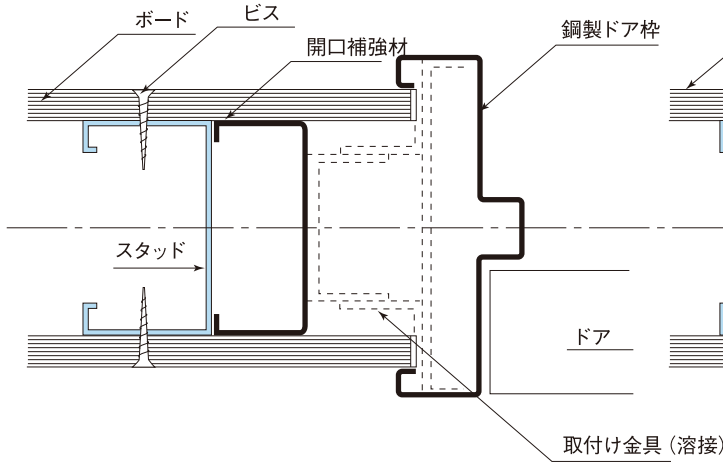 ボード
ビス
開口補強材
鋼製ドア枠
スタッド
ドア
取付け金具（溶接）